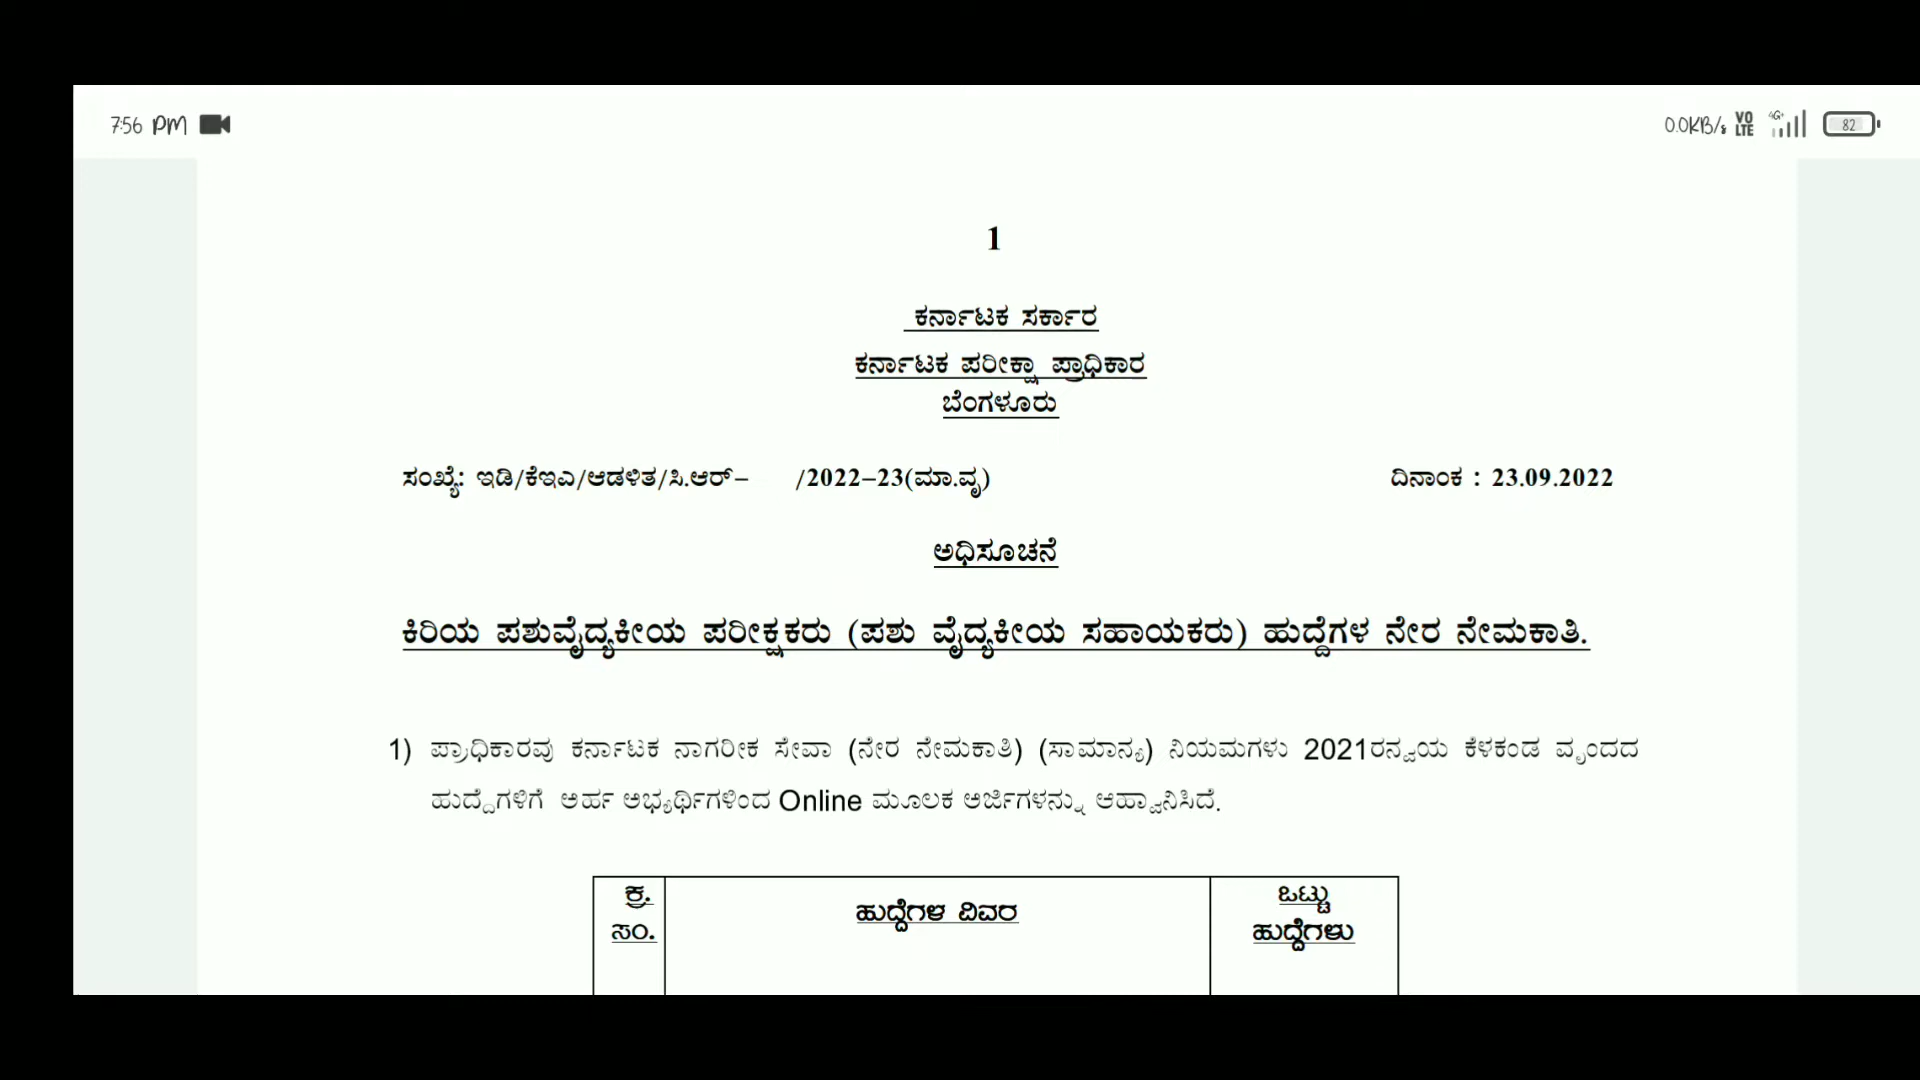 7:56 PM
0.0KB/s VO LTE 4G+ 82
1
ಕರ್ನಾಟಕ ಸರ್ಕಾರ
ಕರ್ನಾಟಕ ಪರೀಕ್ಷಾ ಪ್ರಾಧಿಕಾರ
ಬೆಂಗಳೂರು
ಸಂಖ್ಯೆ: ಇಡಿ/ಕೆಇಎ/ಆಡಳಿತ/ಸಿ.ಆರ್– /2022–23(ಮಾ.ವೃ) ದಿನಾಂಕ : 23.09.2022
ಅಧಿಸೂಚನೆ
ಕಿರಿಯ ಪಶುವೈದ್ಯಕೀಯ ಪರೀಕ್ಷಕರು (ಪಶು ವೈದ್ಯಕೀಯ ಸಹಾಯಕರು) ಹುದ್ದೆಗಳ ನೇರ ನೇಮಕಾತಿ.
1) ಪ್ರಾಧಿಕಾರವು ಕರ್ನಾಟಕ ನಾಗರೀಕ ಸೇವಾ (ನೇರ ನೇಮಕಾತಿ) (ಸಾಮಾನ್ಯ) ನಿಯಮಗಳು 2021ರನ್ವಯ ಕೆಳಕಂಡ ವೃಂದದ
ಹುದ್ದೆಗಳಿಗೆ ಅರ್ಹ ಅಭ್ಯರ್ಥಿಗಳಿಂದ Online ಮೂಲಕ ಅರ್ಜಿಗಳನ್ನು ಆಹ್ವಾನಿಸಿದೆ.
ಕ್ರ.
ಸಂ.
ಹುದ್ದೆಗಳ ವಿವರ
ಒಟ್ಟು
ಹುದ್ದೆಗಳು